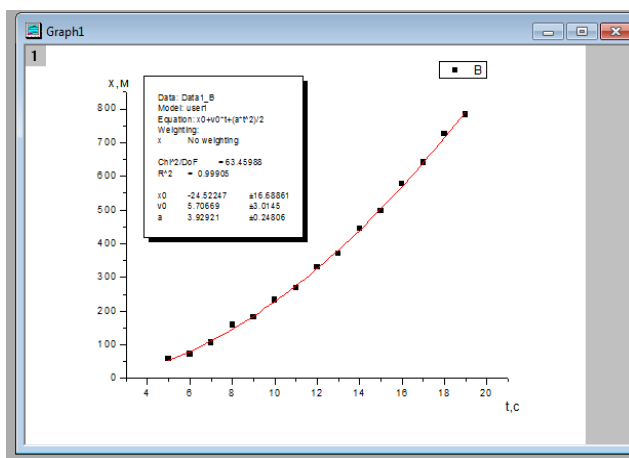 Graph1
1
B
X,М
Data: Data1_B
Model: user1
Equation: x0+v0*t+(a*t^2)/2
Weighting:
x No weighting
Chi^2/DoF = 63.45988
R^2 = 0.99905
x0 -24.52247 ±16.68861
v0 5.70669 ±3.0145
a 3.92921 ±0.24806
800
700
600
500
400
300
200
100
0
4 6 8 10 12 14 16 18 20
t,c